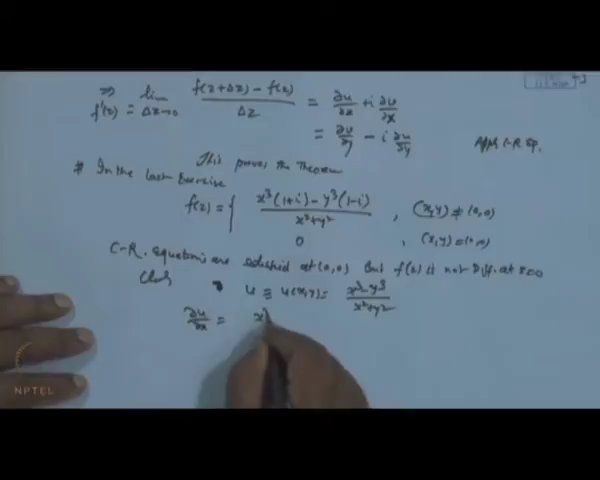 ⇒ f'(z) = lim Δz→0 f(z+Δz) - f(z) / Δz = ∂u/∂x + i ∂v/∂x
= ∂v/∂y - i ∂u/∂y App C-R Eq.
This proves the Theorem
# In the last Exercise
f(z) = { x³(1+i) - y³(1-i) / x²+y² , (x,y) ≠ (0,0)
0 , (x,y) = (0,0)
C-R. equations are satisfied at (0,0) But f(z) is not Diff. at z=0
u ≡ u(x,y) = x³-y³ / x²+y²
∂u/∂x =
NPTEL